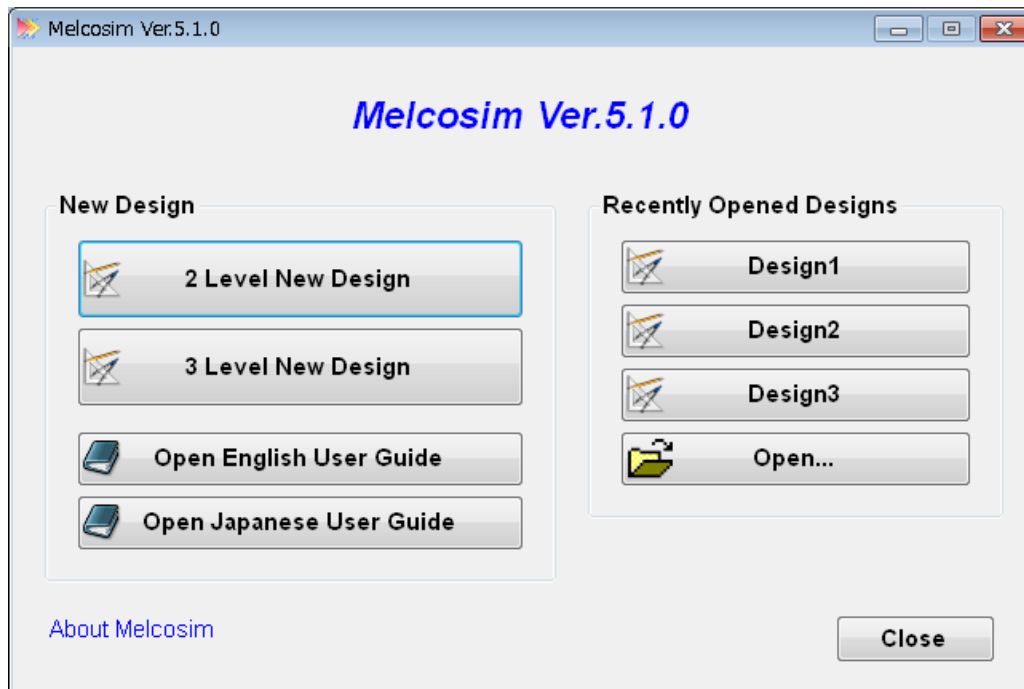 Melcosim Ver.5.1.0
Melcosim Ver.5.1.0
New Design
2 Level New Design
3 Level New Design
Open English User Guide
Open Japanese User Guide
Recently Opened Designs
Design1
Design2
Design3
Open...
About Melcosim
Close